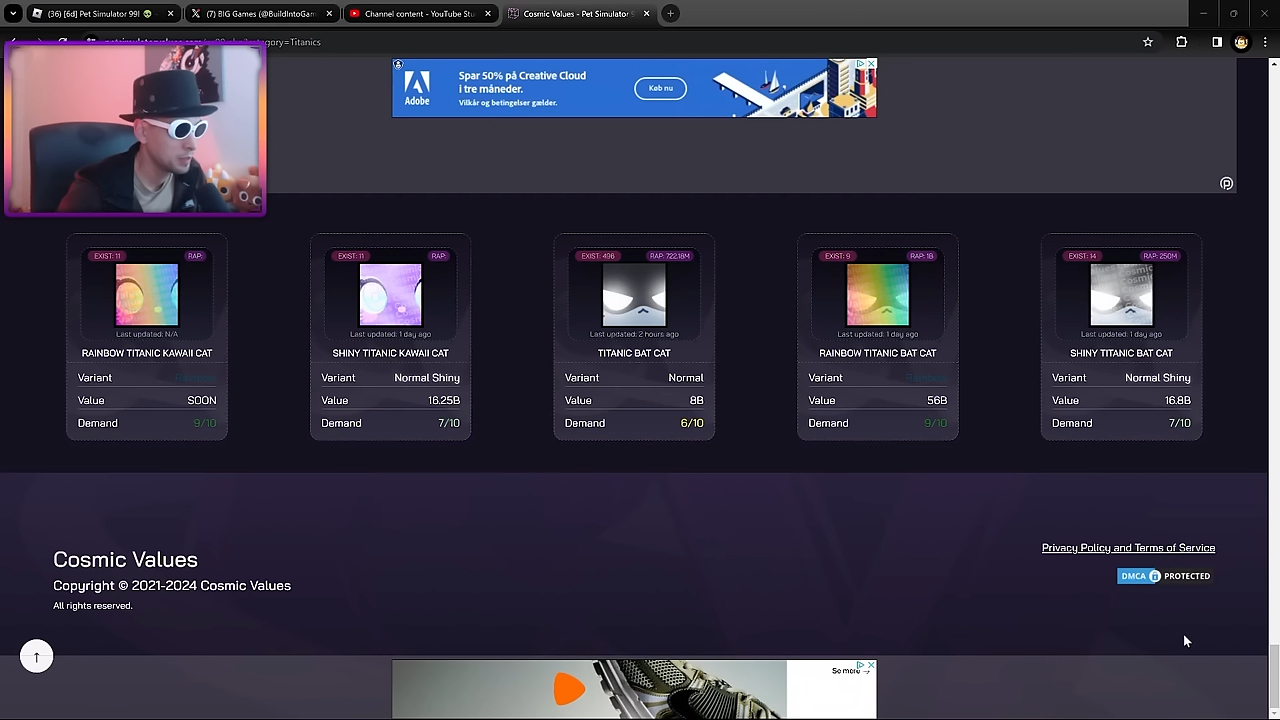 (36) [6d] Pet Simulator 99!
(7) BIG Games (@BuildIntoGam
Channel content - YouTube Stu
Cosmic Values - Pet Simulator
Adobe
Spar 50% på Creative Cloud
i tre måneder.
Vilkår og betingelser gælder.
Køb nu
EXIST: 11
RAP:
Last updated: N/A
RAINBOW TITANIC KAWAII CAT
Variant
Value SOON
Demand 9/10
EXIST: 11
RAP:
Last updated: 1 day ago
SHINY TITANIC KAWAII CAT
Variant Normal Shiny
Value 16.25B
Demand 7/10
EXIST: 496
RAP: 722.18M
Last updated: 2 hours ago
TITANIC BAT CAT
Variant Normal
Value 8B
Demand 6/10
EXIST: 9
RAP: 1B
Last updated: 1 day ago
RAINBOW TITANIC BAT CAT
Variant
Value 56B
Demand 9/10
EXIST: 14
RAP: 250M
Cosmic
Last updated: 1 day ago
SHINY TITANIC BAT CAT
Variant Normal Shiny
Value 16.8B
Demand 7/10
Cosmic Values
Copyright © 2021-2024 Cosmic Values
All rights reserved.
Privacy Policy and Terms of Service
DMCA PROTECTED